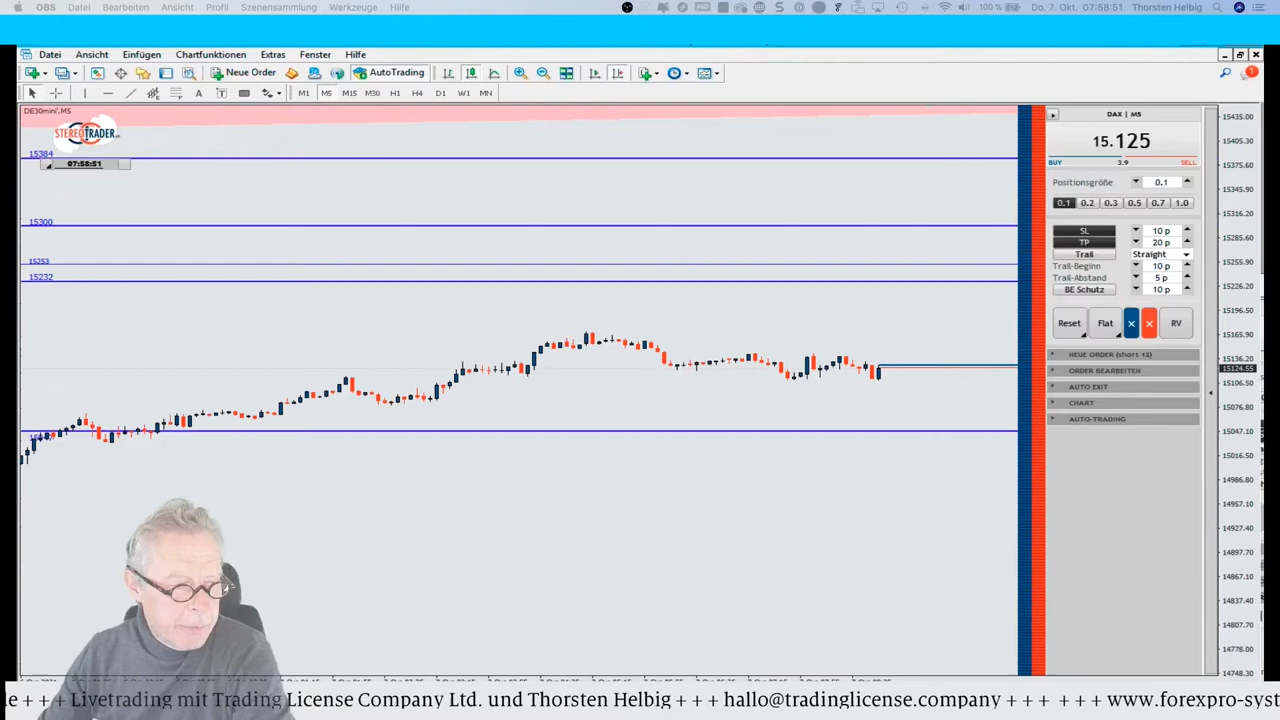 OBS Datei Bearbeiten Ansicht Profil Szenensammlung Werkzeuge Hilfe 100 % Do. 7. Okt. 07:58:51 Thorsten Helbig
Datei Ansicht Einfügen Chartfunktionen Extras Fenster Hilfe
New Order AutoTrading
A T M1 M5 M15 M30 H1 H4 D1 W1 MN
DE30mini'.M5
STEREOTRADER
15384
07:58:51
15300
15253
15232
DAX | M5
15.125
BUY 3.9 SELL
Positionsgröße 0.1
0.1 0.2 0.3 0.5 0.7 1.0
SL 10 p
TP 20 p
Trail Straight
Trail-Beginn 10 p
Trail-Abstand 5 p
BE Schutz 10 p
Reset Flat × × RV
NEUE ORDER (short 12)
ORDER BEARBEITEN
AUTO EXIT
CHART
AUTO-TRADING
15435.00
15405.30
15375.60
15345.90
15316.20
15285.60
15255.90
15226.20
15196.50
15165.90
15136.20
15124.55
15106.50
15076.80
15047.10
15016.50
14986.80
14957.10
14927.40
14897.70
14867.10
14837.40
14807.70
14778.00
14748.30
e + + + Livetrading mit Trading License Company Ltd. und Thorsten Helbig + + + hallo@tradinglicense.company + + + + + + www.forexpro-syst